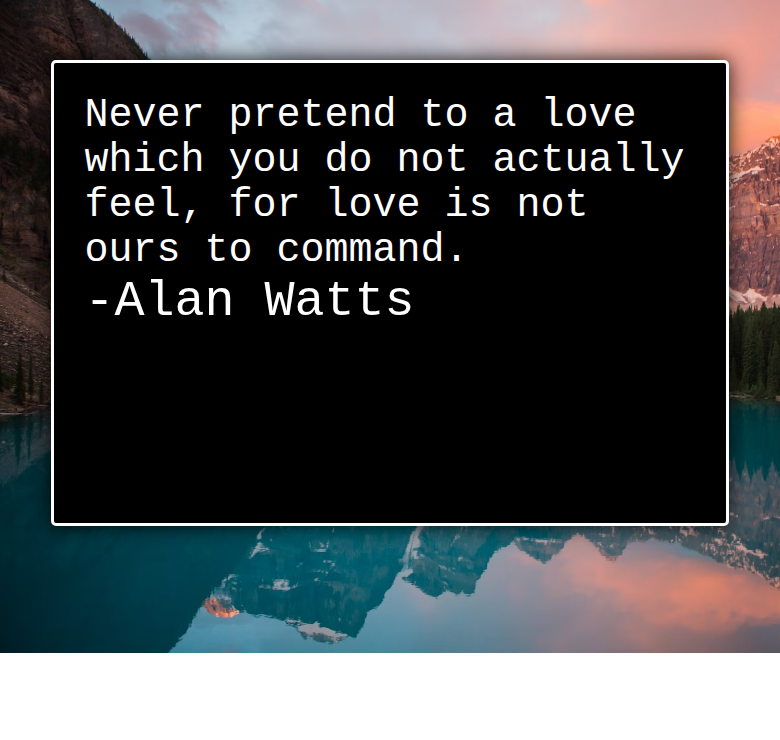 Never pretend to a love
which you do not actually
feel, for love is not
ours to command.
-Alan Watts